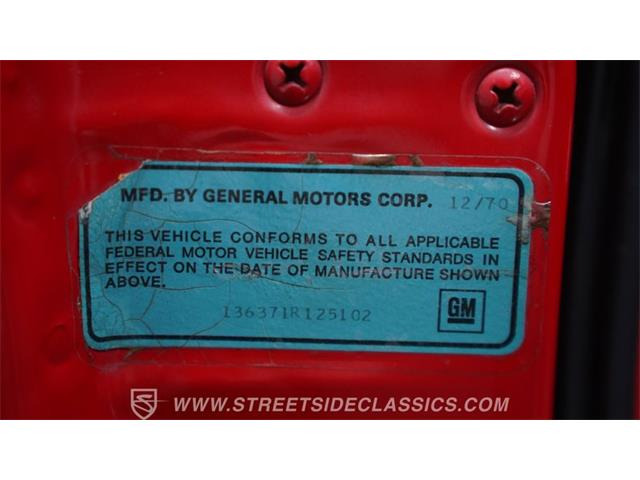 MFD. BY GENERAL MOTORS CORP. 12/70
THIS VEHICLE CONFORMS TO ALL APPLICABLE
FEDERAL MOTOR VEHICLE SAFETY STANDARDS IN
EFFECT ON THE DATE OF MANUFACTURE SHOWN
ABOVE.
136371R125102
GM
WWW.STREETSIDECLASSICS.COM